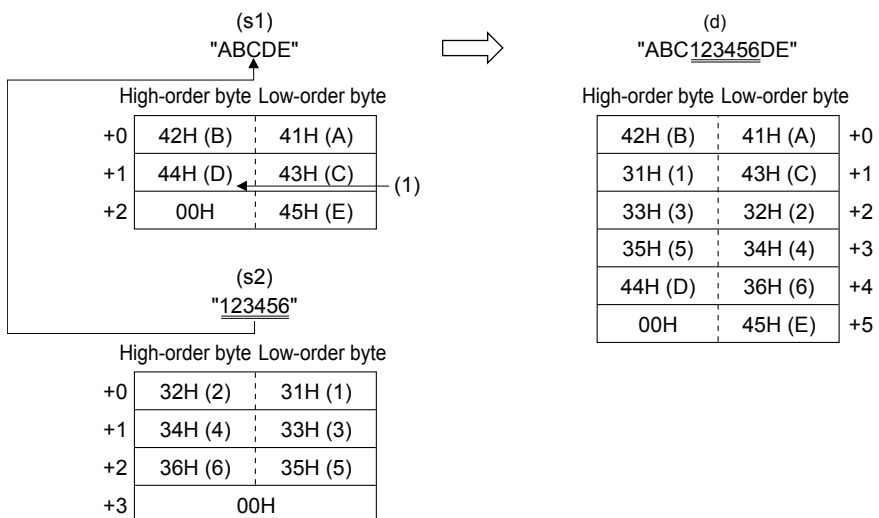 (s1)
"ABCDE"
High-order byte Low-order byte
+0 42H (B) 41H (A)
+1 44H (D) 43H (C)
(1)
+2 00H 45H (E)
(s2)
"123456"
High-order byte Low-order byte
+0 32H (2) 31H (1)
+1 34H (4) 33H (3)
+2 36H (6) 35H (5)
+3 00H
(d)
"ABC123456DE"
High-order byte Low-order byte
42H (B) 41H (A) +0
31H (1) 43H (C) +1
33H (3) 32H (2) +2
35H (5) 34H (4) +3
44H (D) 36H (6) +4
00H 45H (E) +5